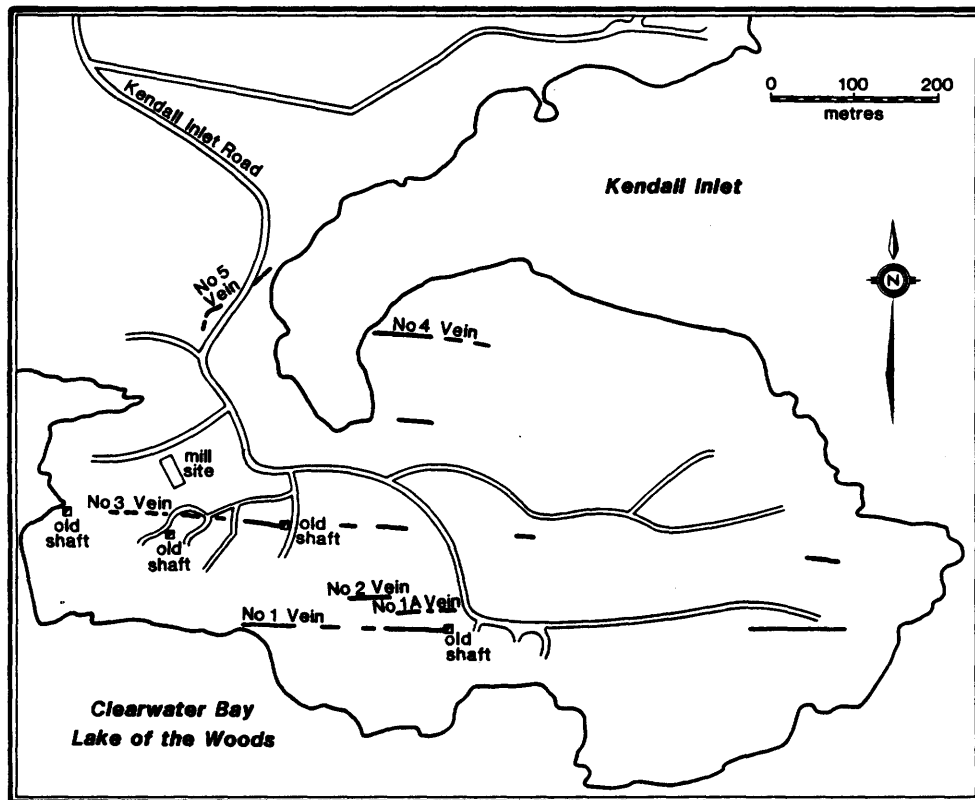 0 100 200
metres
Kendall Inlet Road
Kendall Inlet
N
No 5
Vein
No 4 Vein
mill
site
No 3 Vein
old
shaft
old
shaft
old
shaft
No 2 Vein
No 1A Vein
No 1 Vein
old
shaft
Clearwater Bay
Lake of the Woods